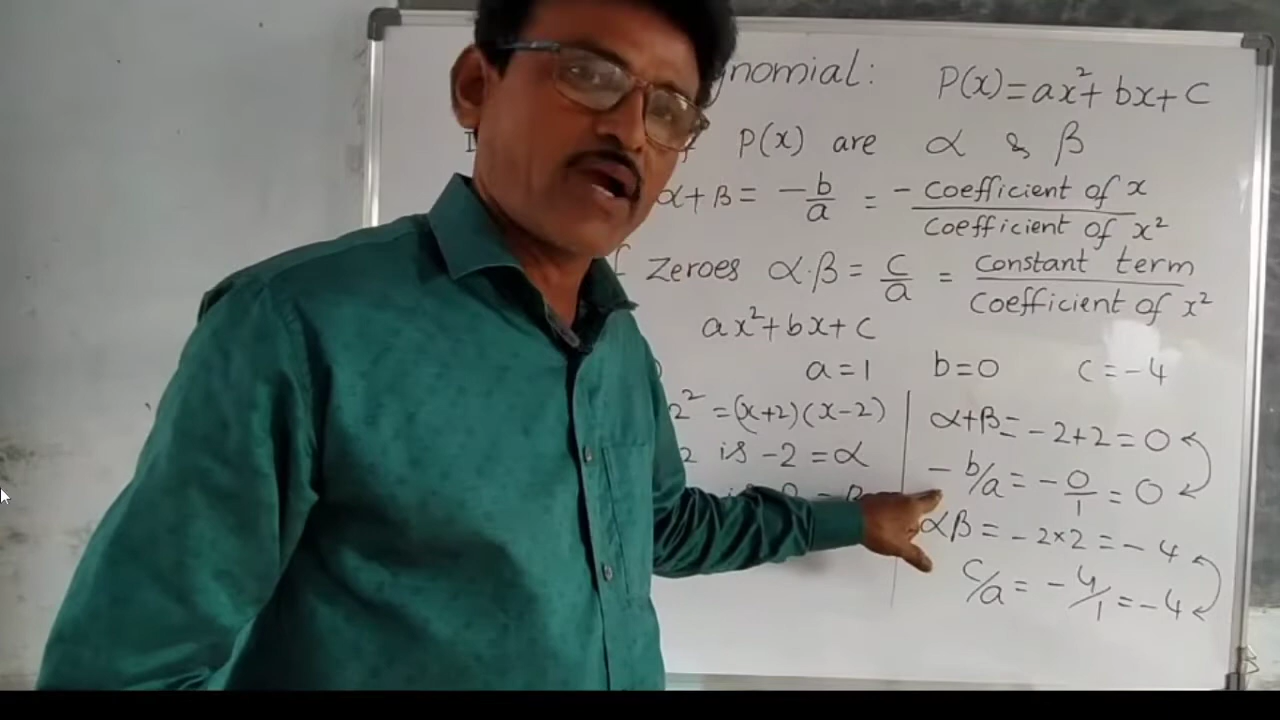 nomial: P(x)=ax²+ bx+ C
P(x) are α & β
α+β= -b/a = - coefficient of x / coefficient of x²
f Zeroes α.β = c/a = constant term / coefficient of x²
ax²+bx+c
a=1 b=0 c=-4
2² =(x+2)(x-2)
2 is -2 =α
α+β= -2+2=0
-b/a= -0/1=0
αβ= -2×2=-4
c/a= -4/1=-4